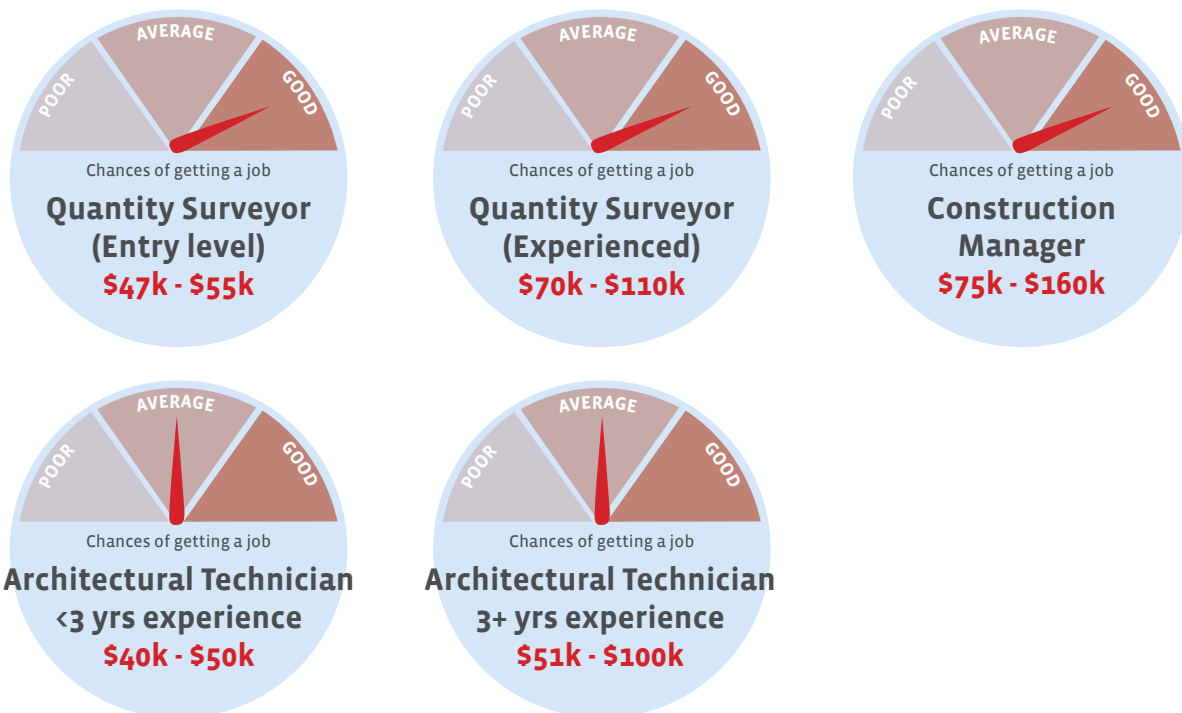 POOR
AVERAGE
GOOD
Chances of getting a job
Quantity Surveyor
(Entry level)
$47k - $55k
POOR
AVERAGE
GOOD
Chances of getting a job
Quantity Surveyor
(Experienced)
$70k - $110k
POOR
AVERAGE
GOOD
Chances of getting a job
Construction
Manager
$75k - $160k
POOR
AVERAGE
GOOD
Chances of getting a job
Architectural Technician
<3 yrs experience
$40k - $50k
POOR
AVERAGE
GOOD
Chances of getting a job
Architectural Technician
3+ yrs experience
$51k - $100k